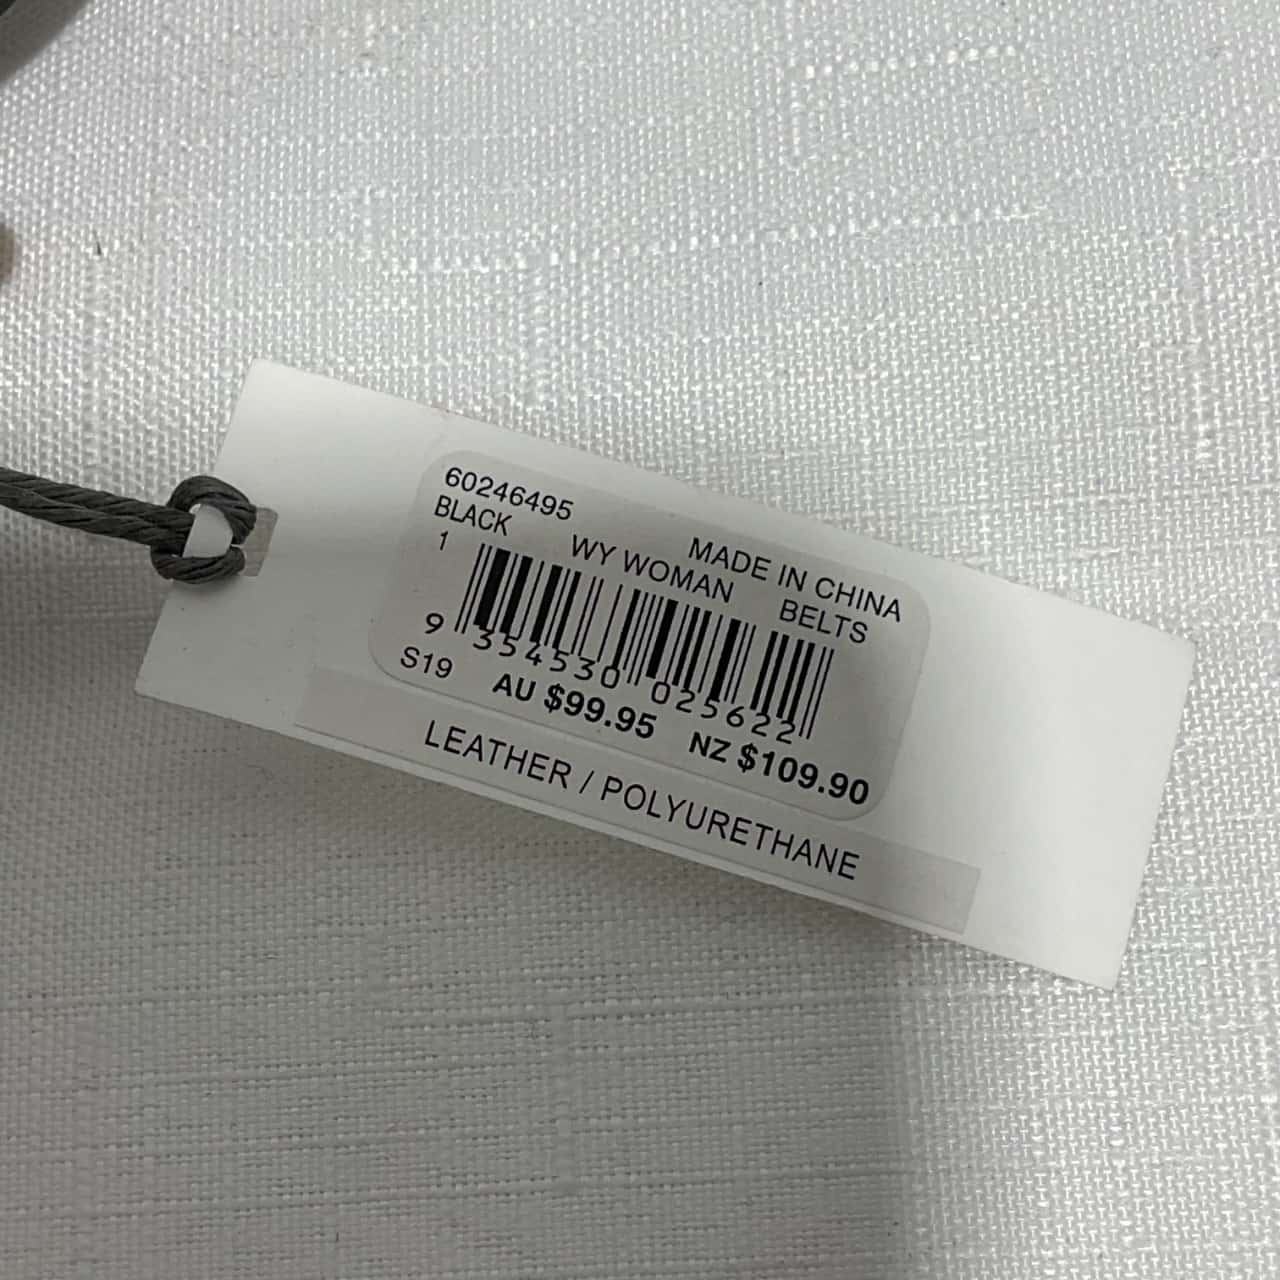 60246495
BLACK MADE IN CHINA
1 WY WOMAN BELTS
9 354530 025622
S19 AU $99.95 NZ $109.90
LEATHER / POLYURETHANE